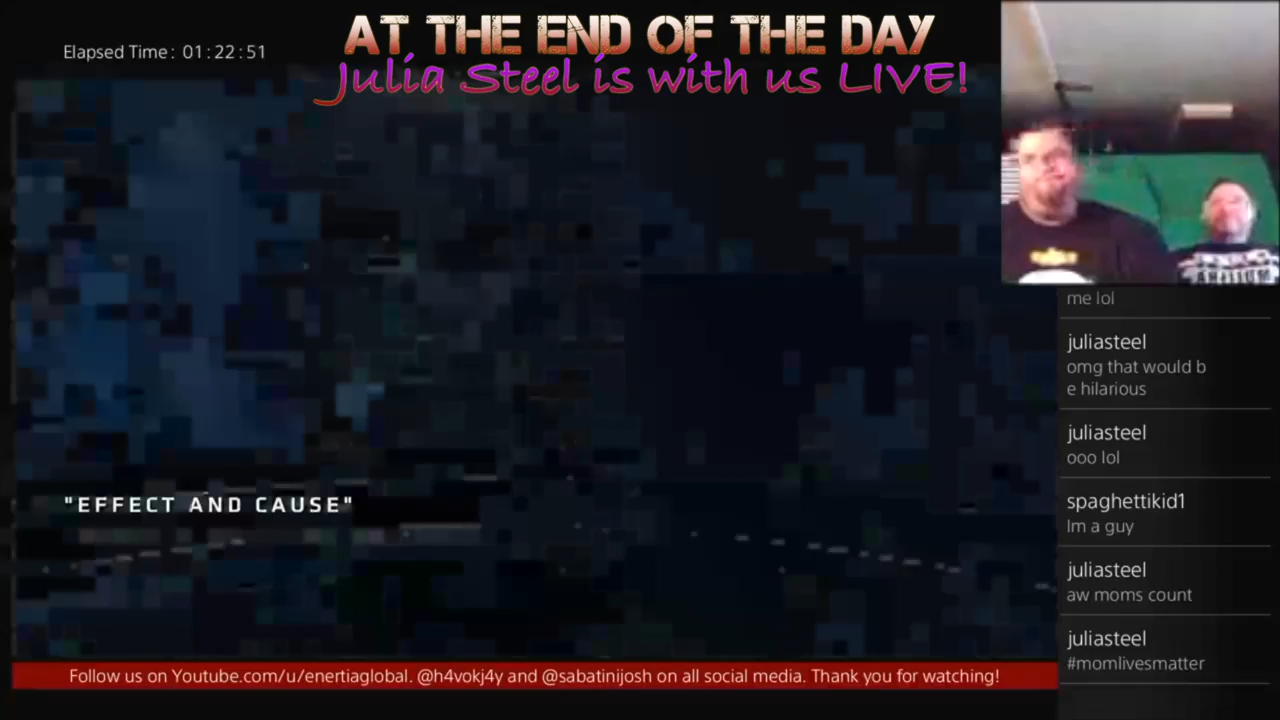 Elapsed Time: 01:22:51
AT THE END OF THE DAY
Julia Steel is with us LIVE!
me lol
juliasteel
omg that would b
e hilarious
juliasteel
ooo lol
spaghettikid1
Im a guy
juliasteel
aw moms count
juliasteel
#momlivesmatter
"EFFECT AND CAUSE"
Follow us on Youtube.com/u/enertiaglobal. @h4vokj4y and @sabatinijosh on all social media. Thank you for watching!